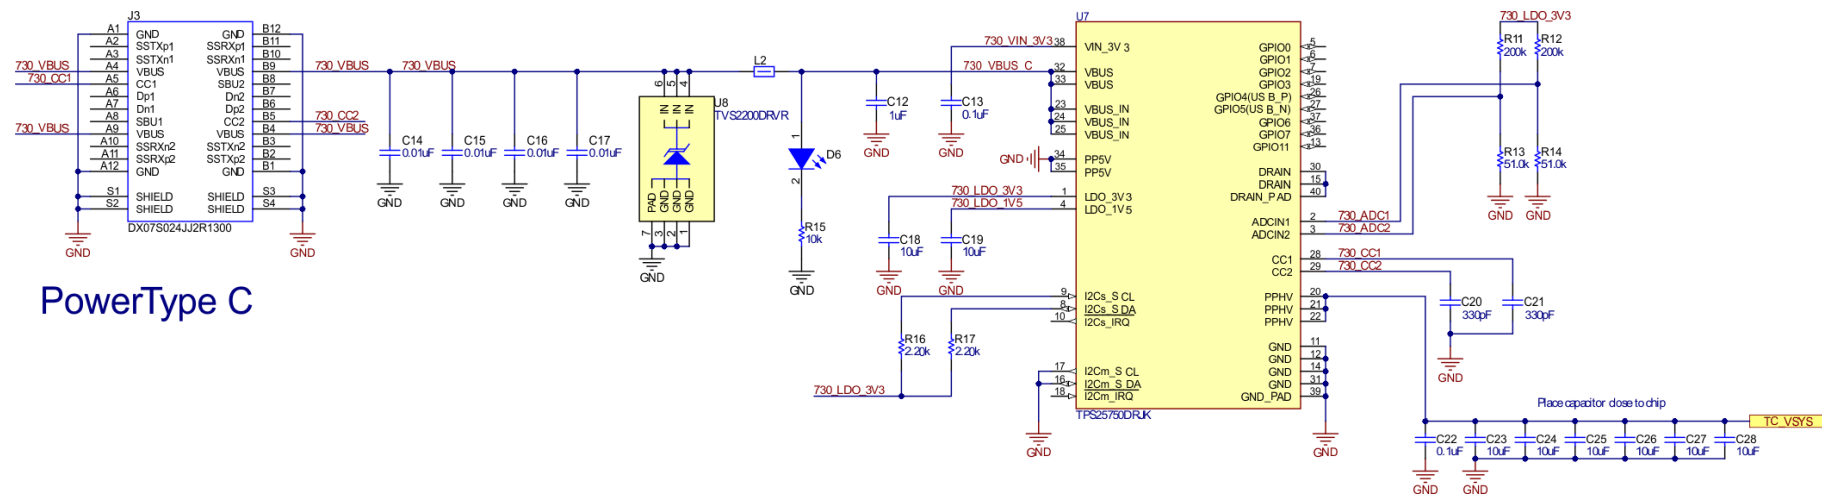 J3
A1 GND GND B12
A2 SSTXp1 SSRXp1 B11
A3 SSTXn1 SSRXn1 B10
730_VBUS A4 VBUS VBUS B9 730_VBUS 730_VBUS
730_CC1 A5 CC1 SBU2 B8
A6 Dp1 Dn2 B7
A7 Dn1 Dp2 B6
A8 SBU1 CC2 B5 730_CC2
730_VBUS A9 VBUS VBUS B4 730_VBUS
A10 SSRXn2 SSTXn2 B3
A11 SSRXp2 SSTXp2 B2
A12 GND GND B1
S1 SHIELD SHIELD S3
S2 SHIELD SHIELD S4
DX07S024JJ2R1300
GND
GND
PowerType C
C14
0.01uF
GND
C15
0.01uF
GND
C16
0.01uF
GND
C17
0.01uF
GND
U8
TVS2200DRVR
6 5 4
IN IN IN
PAD GND GND GND
7 3 2 1
GND
L2
1
D6
2
R15
10k
GND
C12
1uF
GND
C13
0.1uF
GND
730_VIN_3V3
730_VBUS_C
GND
730_LDO_3V3
730_LDO_1V5
C18
10uF
GND
C19
10uF
GND
R16
2.20k
R17
2.20k
730_LDO_3V3
GND
U7
38 VIN_3V3
32 VBUS
33 VBUS
23 VBUS_IN
24 VBUS_IN
25 VBUS_IN
34 PP5V
35 PP5V
1 LDO_3V3
4 LDO_1V5
9 I2Cs_SCL
8 I2Cs_SDA
10 I2Cs_IRQ
17 I2Cm_SCL
16 I2Cm_SDA
18 I2Cm_IRQ
GPIO0 5
GPIO1 6
GPIO2 7
GPIO3 19
GPIO4(USB_P) 26
GPIO5(USB_N) 27
GPIO6 37
GPIO7 36
GPIO11 13
DRAIN 30
DRAIN 15
DRAIN_PAD 40
ADCIN1 2 730_ADC1
ADCIN2 3 730_ADC2
CC1 28 730_CC1
CC2 29 730_CC2
PPHV 20
PPHV 21
PPHV 22
GND 11
GND 12
GND 14
GND 31
GND_PAD 39
TPS25750DRJK
GND
730_LDO_3V3
R11
200k
R12
200k
R13
51.0k
R14
51.0k
GND
GND
C20
330pF
C21
330pF
GND
Place capacitor close to chip
TC_VSYS
C22
0.1uF
C23
10uF
C24
10uF
C25
10uF
C26
10uF
C27
10uF
C28
10uF
GND
GND